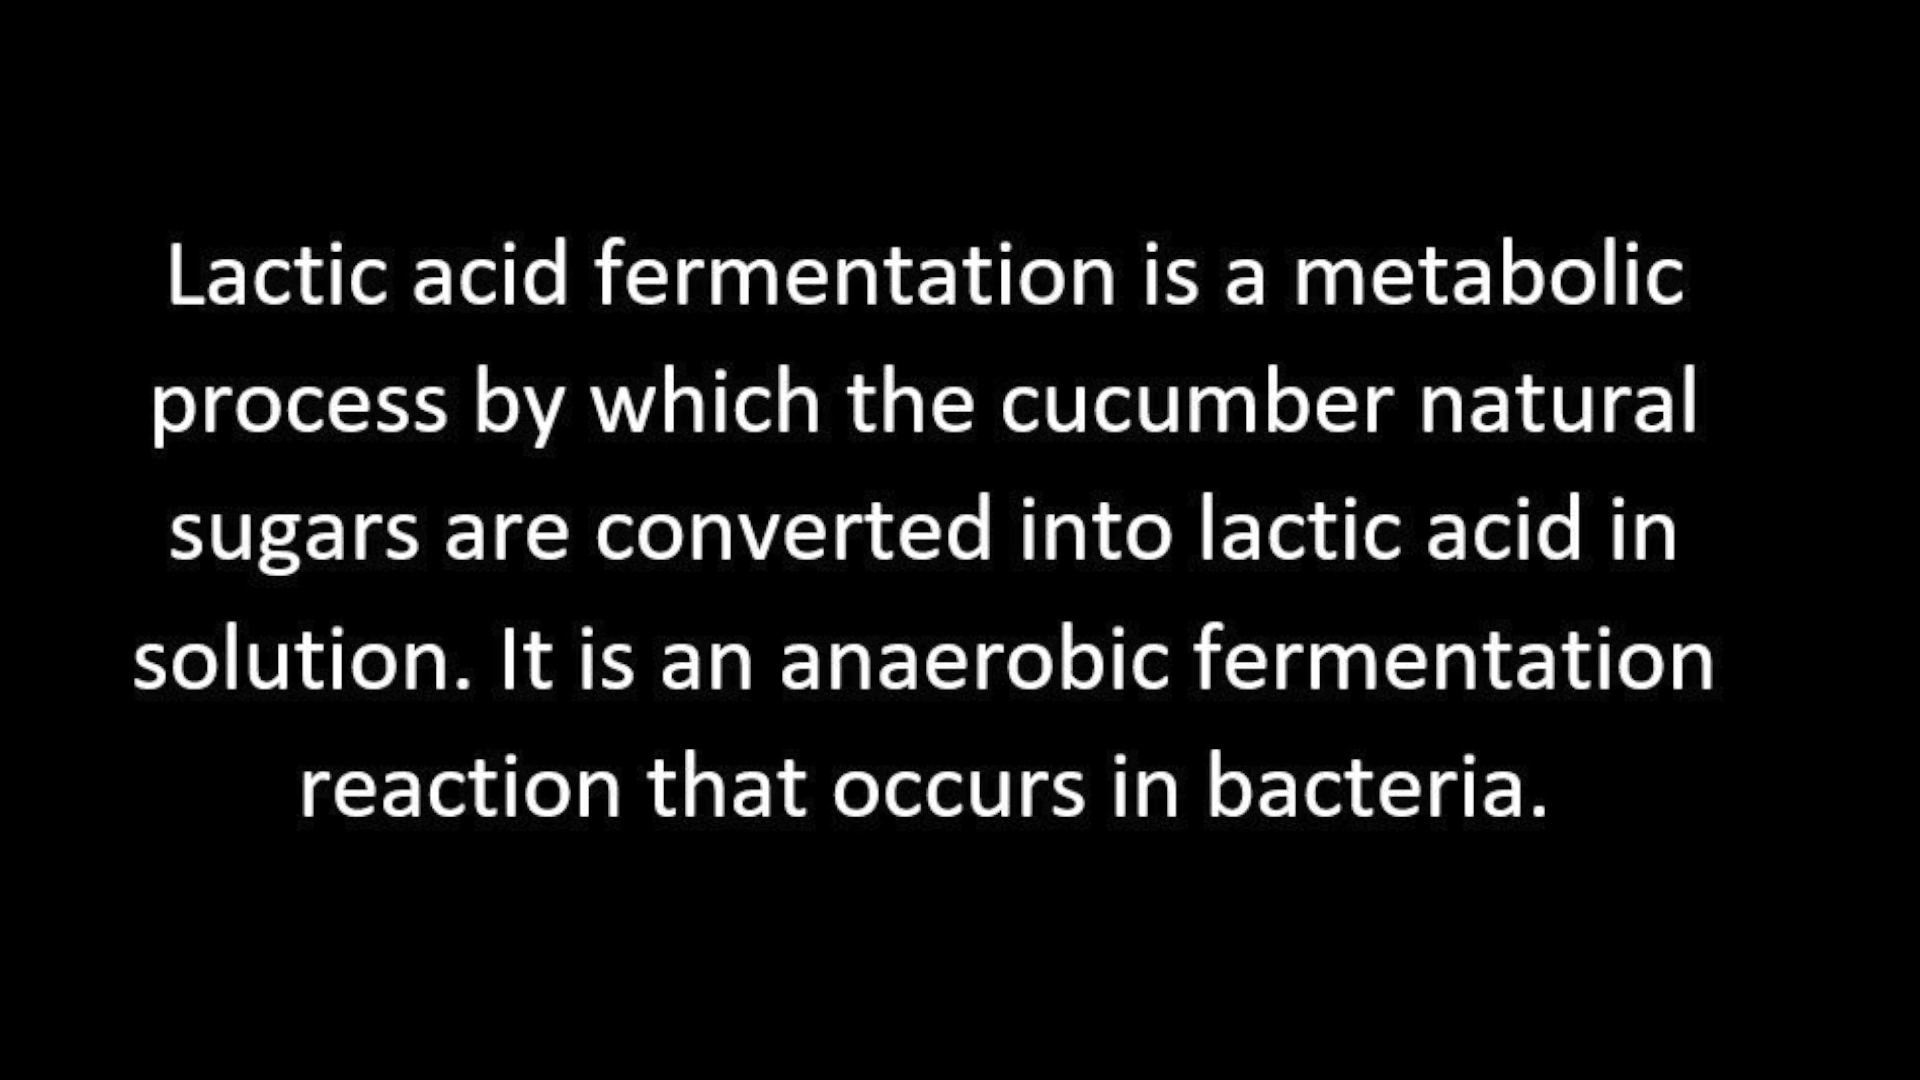 Lactic acid fermentation is a metabolic
process by which the cucumber natural
sugars are converted into lactic acid in
solution. It is an anaerobic fermentation
reaction that occurs in bacteria.